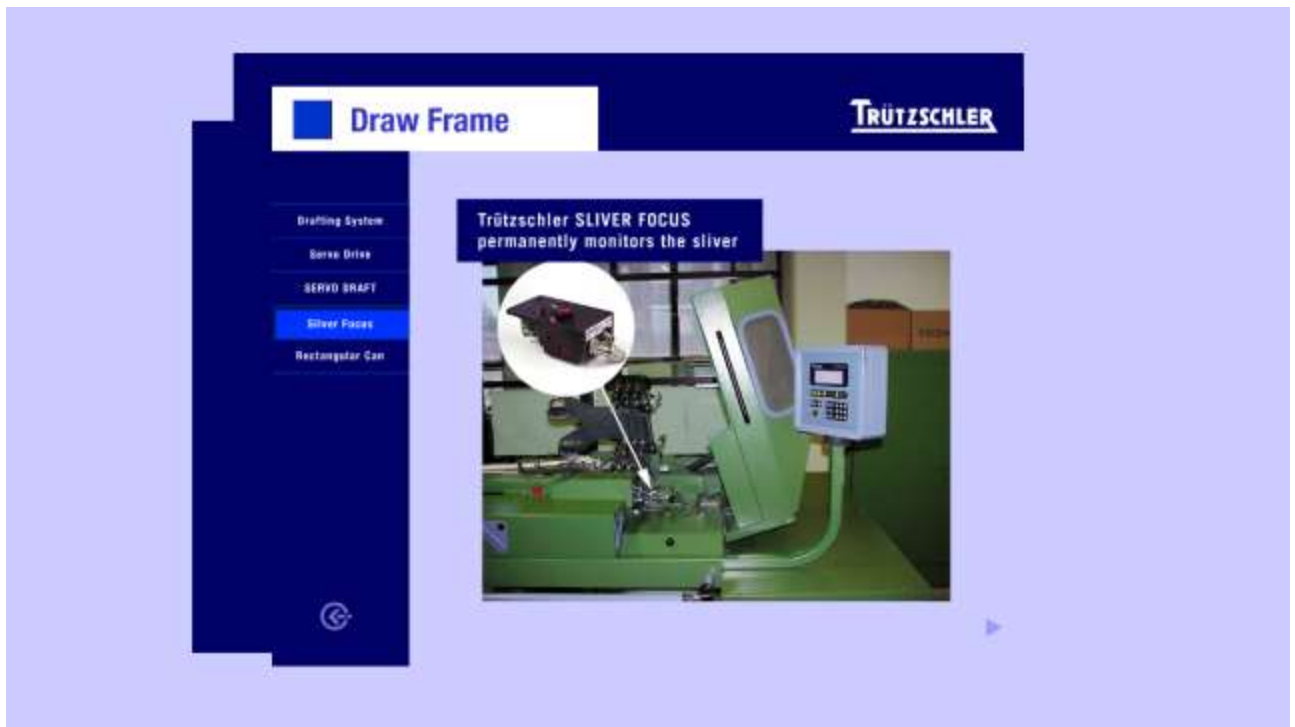 Draw Frame
TRÜTZSCHLER
Drafting System
Servo Drive
SERVO DRAFT
Silver Focus
Rectangular Can
Trützschler SLIVER FOCUS
permanently monitors the sliver